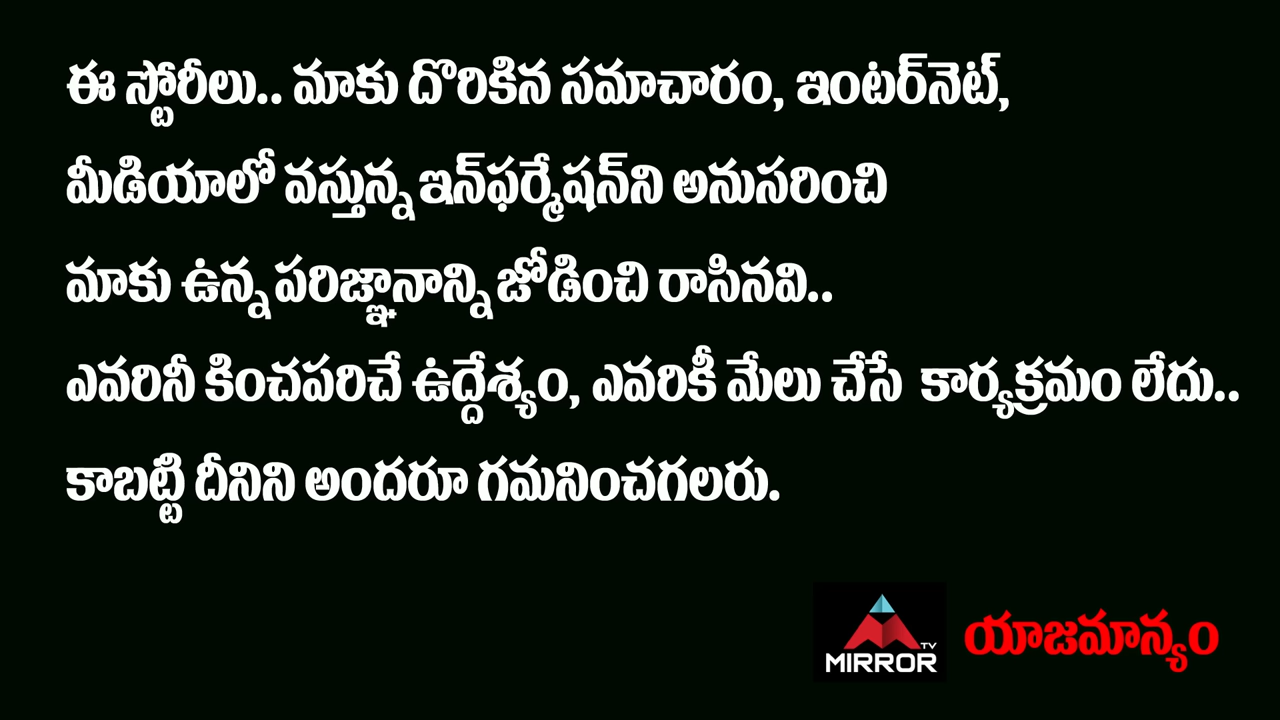 ఈ స్టోరీలు.. మాకు దొరికిన సమాచారం, ఇంటర్‌నెట్,
మీడియాలో వస్తున్న ఇన్‌ఫర్మేషన్‌ని అనుసరించి
మాకు ఉన్న పరిజ్ఞానాన్ని జోడించి రాసినవి..
ఎవరినీ కించపరిచే ఉద్దేశ్యం, ఎవరికీ మేలు చేసే కార్యక్రమం లేదు..
కాబట్టి దీనిని అందరూ గమనించగలరు.
MIRROR TV యాజమాన్యం